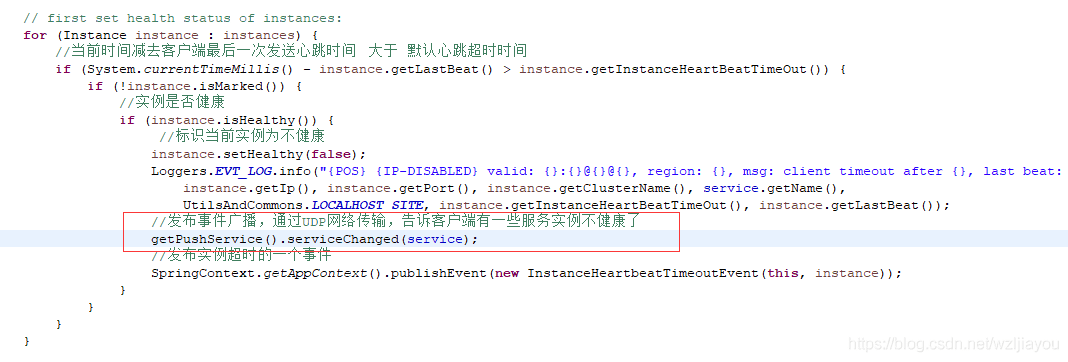 // first set health status of instances:
for (Instance instance : instances) {
//当前时间减去客户端最后一次发送心跳时间 大于 默认心跳超时时间
if (System.currentTimeMillis() - instance.getLastBeat() > instance.getInstanceHeartBeatTimeOut()) {
if (!instance.isMarked()) {
//实例是否健康
if (instance.isHealthy()) {
//标识当前实例为不健康
instance.setHealthy(false);
Loggers.EVT_LOG.info("{POS} {IP-DISABLED} valid: {}:{}@{}@{}, region: {}, msg: client timeout after {}, last beat:
instance.getIp(), instance.getPort(), instance.getClusterName(), service.getName(),
UtilsAndCommons.LOCALHOST_SITE, instance.getInstanceHeartBeatTimeOut(), instance.getLastBeat());
//发布事件广播，通过UDP网络传输，告诉客户端有一些服务实例不健康了
getPushService().serviceChanged(service);
//发布实例超时的一个事件
SpringContext.getAppContext().publishEvent(new InstanceHeartbeatTimeoutEvent(this, instance));
}
}
}
}
https://blog.csdn.net/wzljiayou